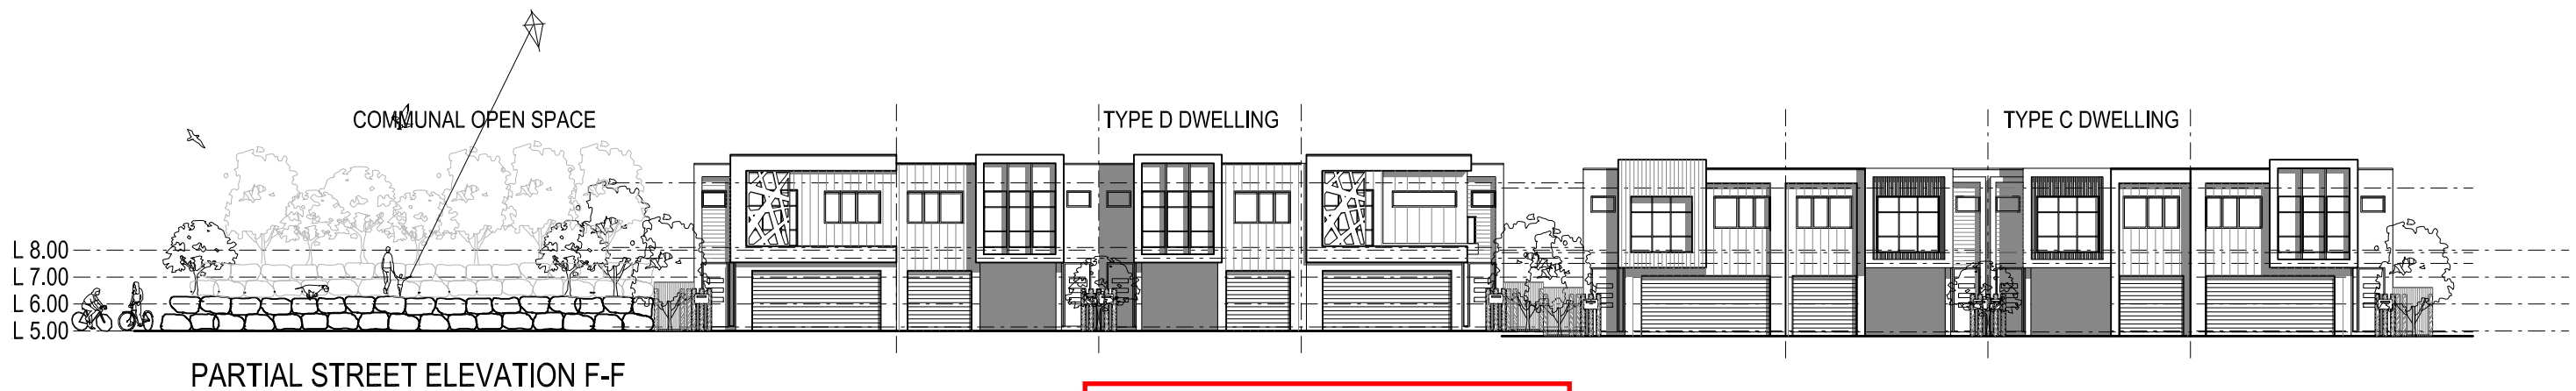 COMMUNAL OPEN SPACE
TYPE D DWELLING
TYPE C DWELLING
L 8.00
L 7.00
L 6.00
L 5.00
PARTIAL STREET ELEVATION F-F